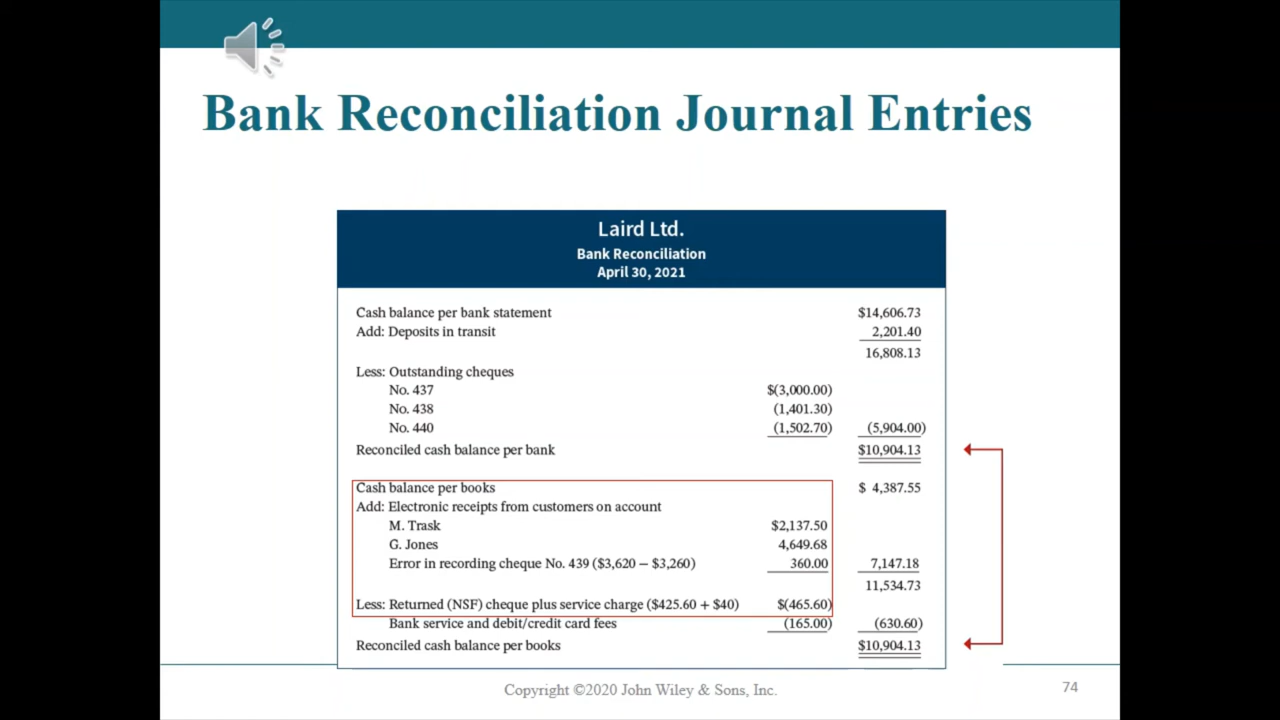 Bank Reconciliation Journal Entries
Laird Ltd.
Bank Reconciliation
April 30, 2021
Cash balance per bank statement $14,606.73
Add: Deposits in transit 2,201.40
16,808.13
Less: Outstanding cheques
No. 437 $(3,000.00)
No. 438 (1,401.30)
No. 440 (1,502.70) (5,904.00)
Reconciled cash balance per bank $10,904.13
Cash balance per books $ 4,387.55
Add: Electronic receipts from customers on account
M. Trask $2,137.50
G. Jones 4,649.68
Error in recording cheque No. 439 ($3,620 – $3,260) 360.00 7,147.18
11,534.73
Less: Returned (NSF) cheque plus service charge ($425.60 + $40) $(465.60)
Bank service and debit/credit card fees (165.00) (630.60)
Reconciled cash balance per books $10,904.13
Copyright ©2020 John Wiley & Sons, Inc. 74